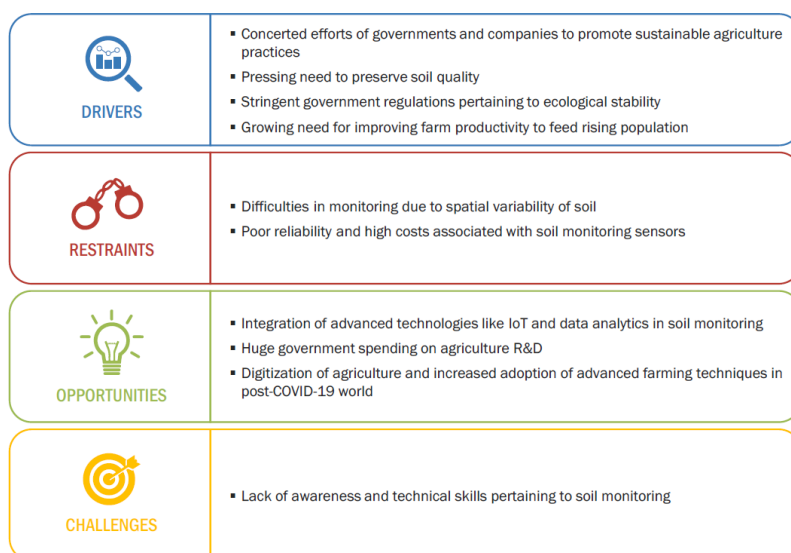 DRIVERS
▪ Concerted efforts of governments and companies to promote sustainable agriculture
practices
▪ Pressing need to preserve soil quality
▪ Stringent government regulations pertaining to ecological stability
▪ Growing need for improving farm productivity to feed rising population
RESTRAINTS
▪ Difficulties in monitoring due to spatial variability of soil
▪ Poor reliability and high costs associated with soil monitoring sensors
OPPORTUNITIES
▪ Integration of advanced technologies like IoT and data analytics in soil monitoring
▪ Huge government spending on agriculture R&D
▪ Digitization of agriculture and increased adoption of advanced farming techniques in
post-COVID-19 world
CHALLENGES
▪ Lack of awareness and technical skills pertaining to soil monitoring